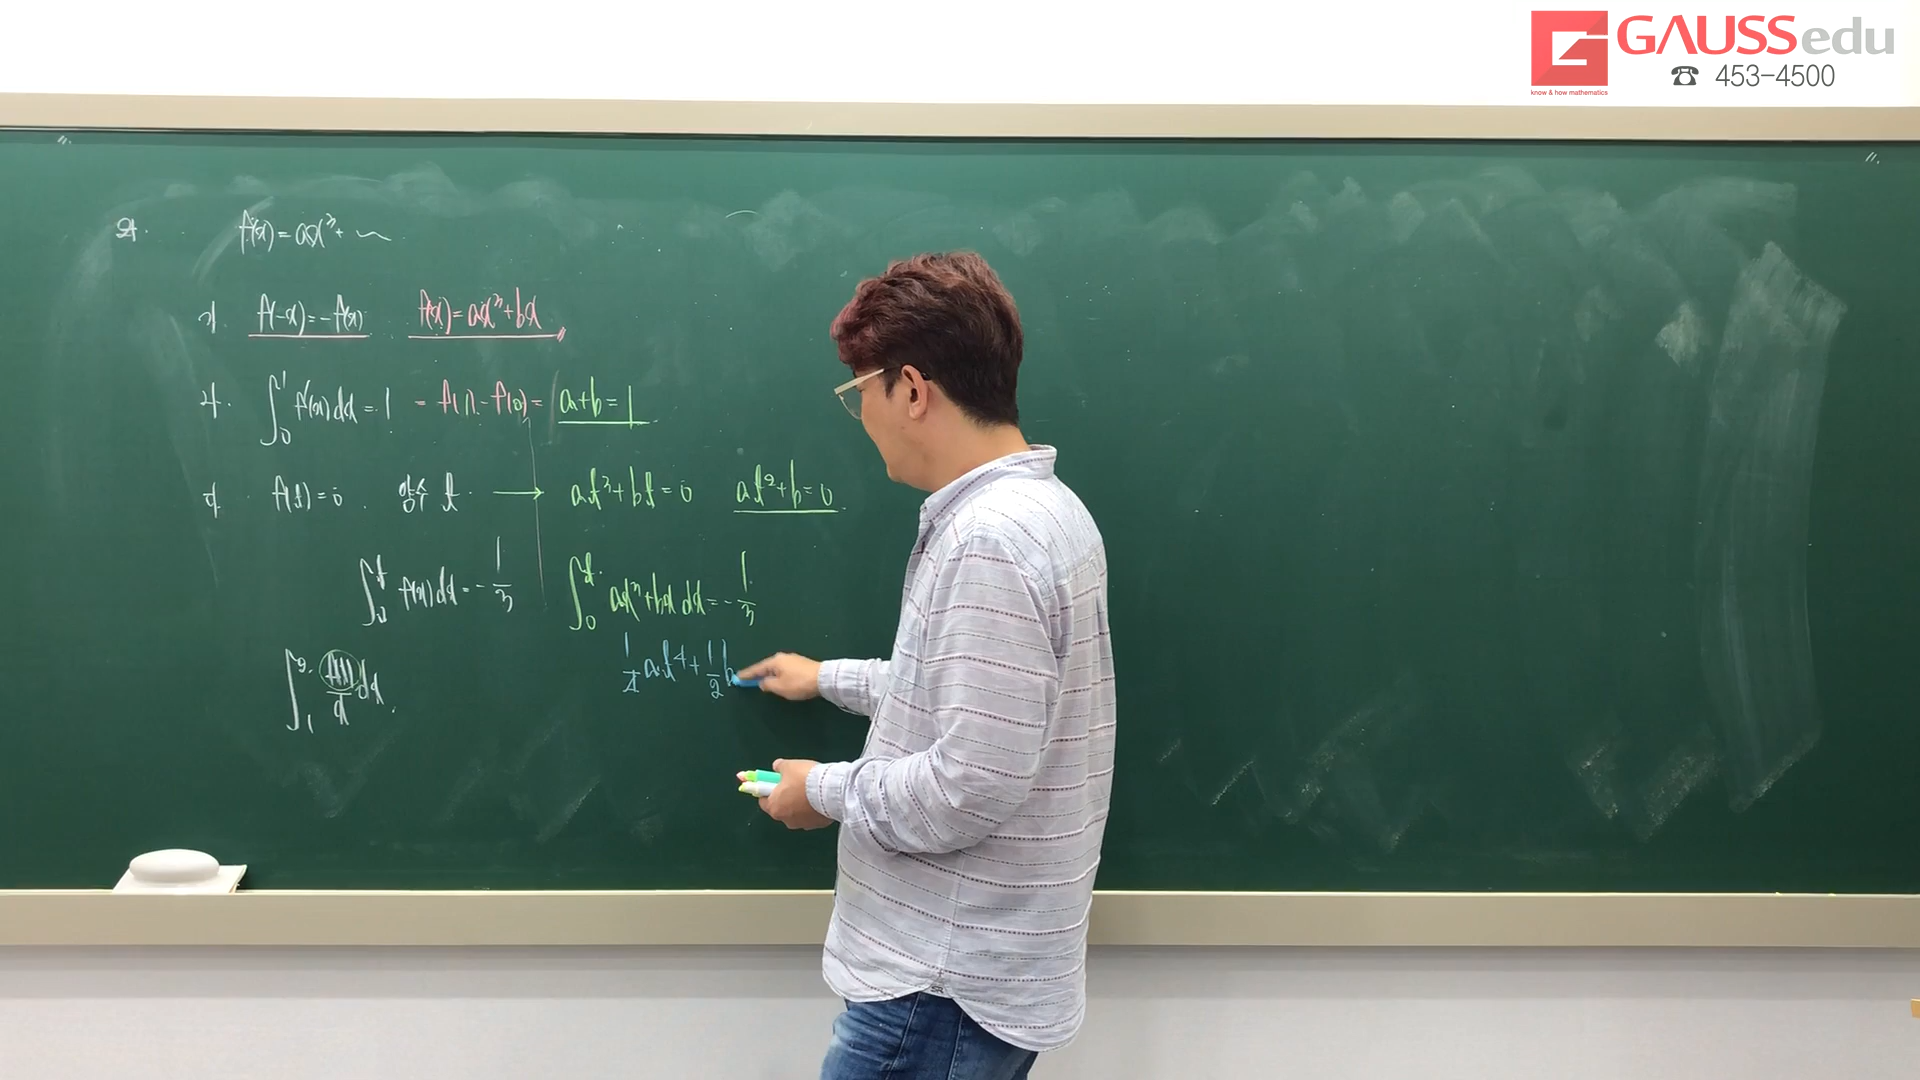 GAUSSedu
know & how mathematics
☎ 453-4500
21. f(x)=ax³+
가. f(-x)=-f(x) f(x)=ax³+bx
나. ∫₀¹ f'(x)dx=1 = f(1)-f(0)= a+b=1
다. f(t)=0. 양수 t. → at³+bt=0 at²+b=0.
∫₀ᵗ f(x)dx=-1/3 ∫₀ᵗ ax³+bx dx=-1/3
1/4 at⁴+1/2 b
∫₁² f(x)/x dx.